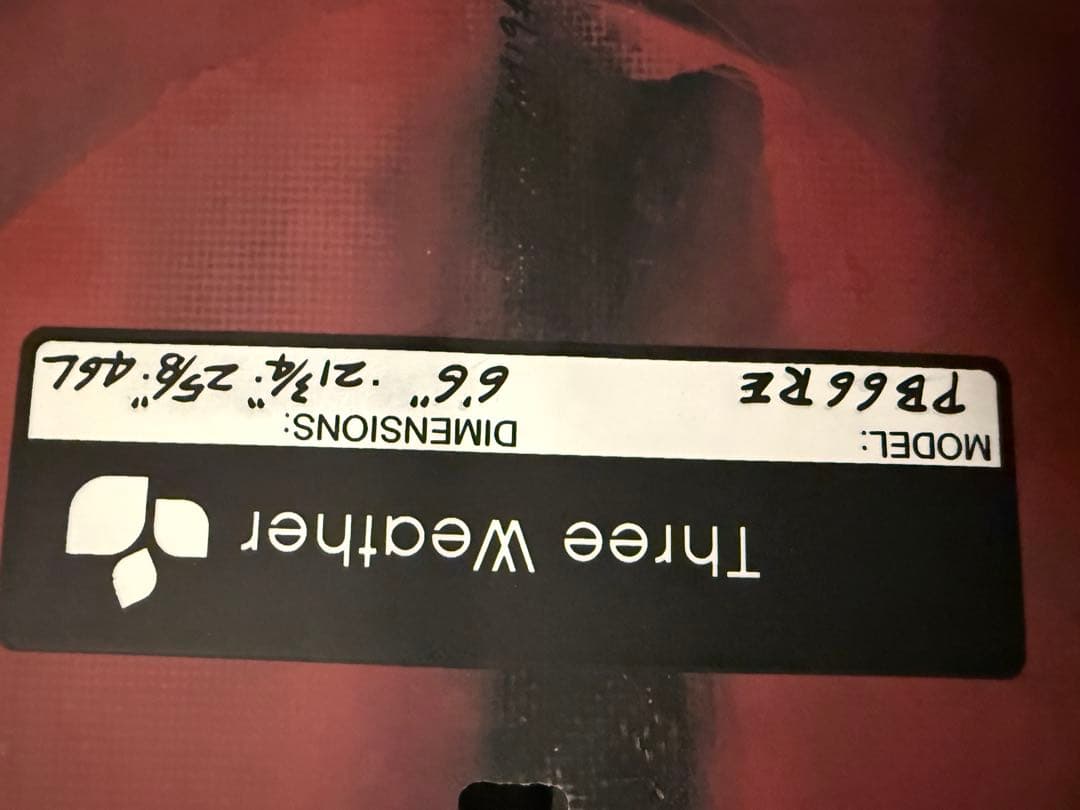 Three Weather
MODEL: DIMENSIONS:
PB66RE 6'6" · 21 3/4" · 2 5/8" · 46L